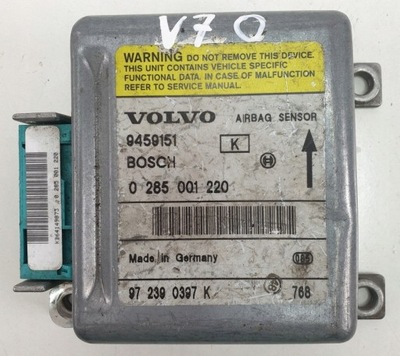 V70
WARNING DO NOT REMOVE THIS DEVICE.
THIS UNIT CONTAINS VEHICLE SPECIFIC
FUNCTIONAL DATA. IN CASE OF MALFUNCTION
REFER TO SERVICE MANUAL.
VOLVO AIRBAG SENSOR
9459151 K
BOSCH
0 285 001 220
Made in Germany
97 239 0397 K 768